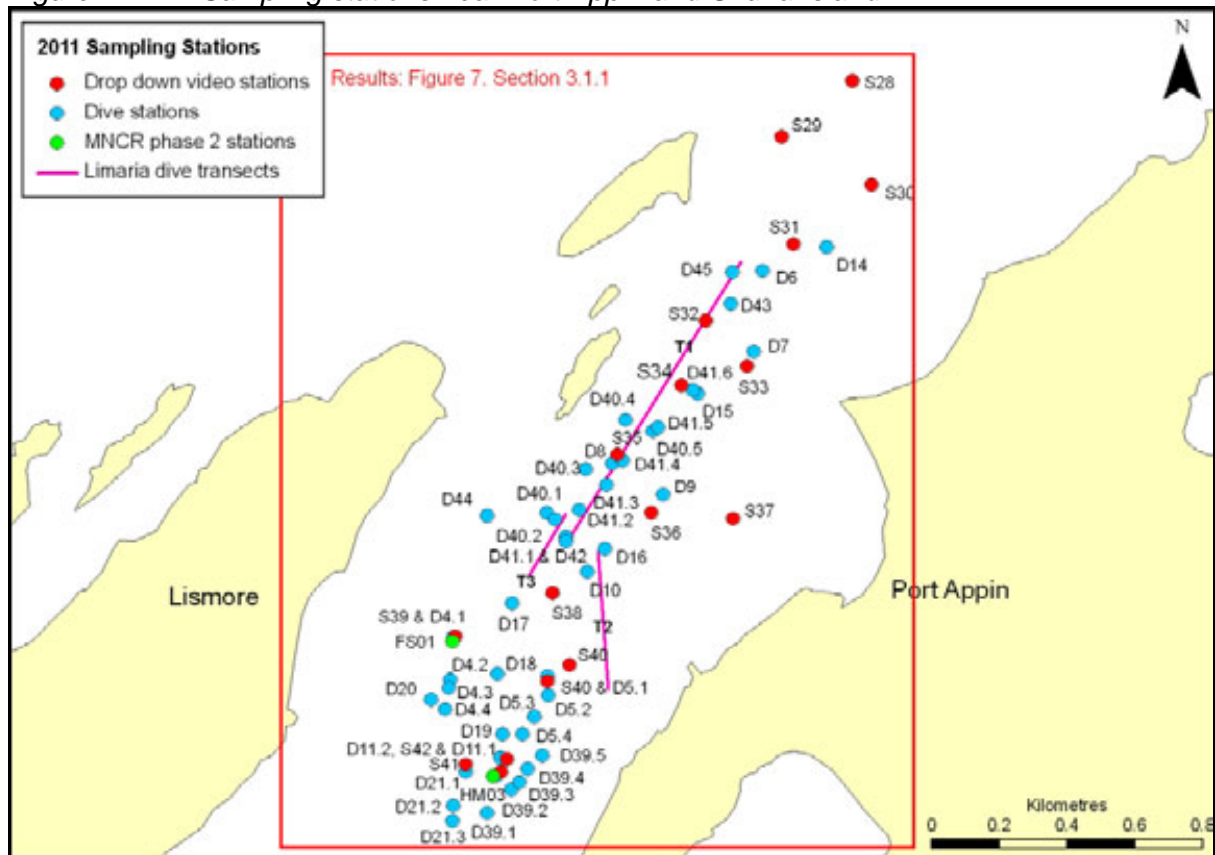 2011 Sampling Stations
Drop down video stations
Dive stations
MNCR phase 2 stations
Limaria dive transects
Results: Figure 7. Section 3.1.1
N
S28
S29
S30
S31
D14
D45
D6
D43
S32
T1
D7
S34
D41.6
S33
D15
D40.4
D41.5
S35
D8
D40.5
D40.3
D41.4
D9
D40.1
D41.3
D44
D41.2
S36
S37
D40.2
D41.1 & D42
D16
T3
D10
Lismore
Port Appin
S38
D17
T2
S39 & D4.1
FS01
S40
D4.2
D18
D20
D4.3
S40 & D5.1
D5.3
D5.2
D4.4
D19
D5.4
D11.2, S42 & D11.1
D39.5
S41
D39.4
D21.1
D39.3
HM03
D21.2
D39.2
D39.1
D21.3
Kilometres
0 0.2 0.4 0.6 0.8